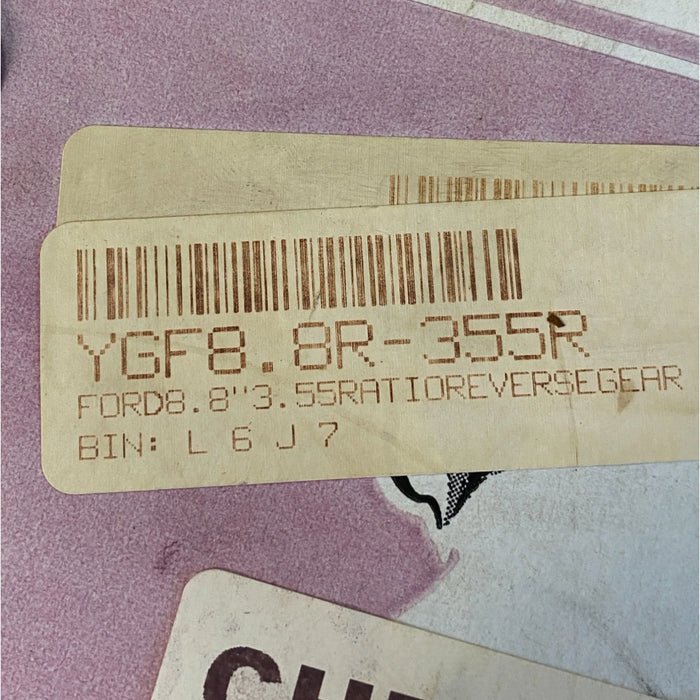 YGF8.8R-355R
FORD8.8"3.55RATIOREVERSEGEAR
BIN: L 6 J 7